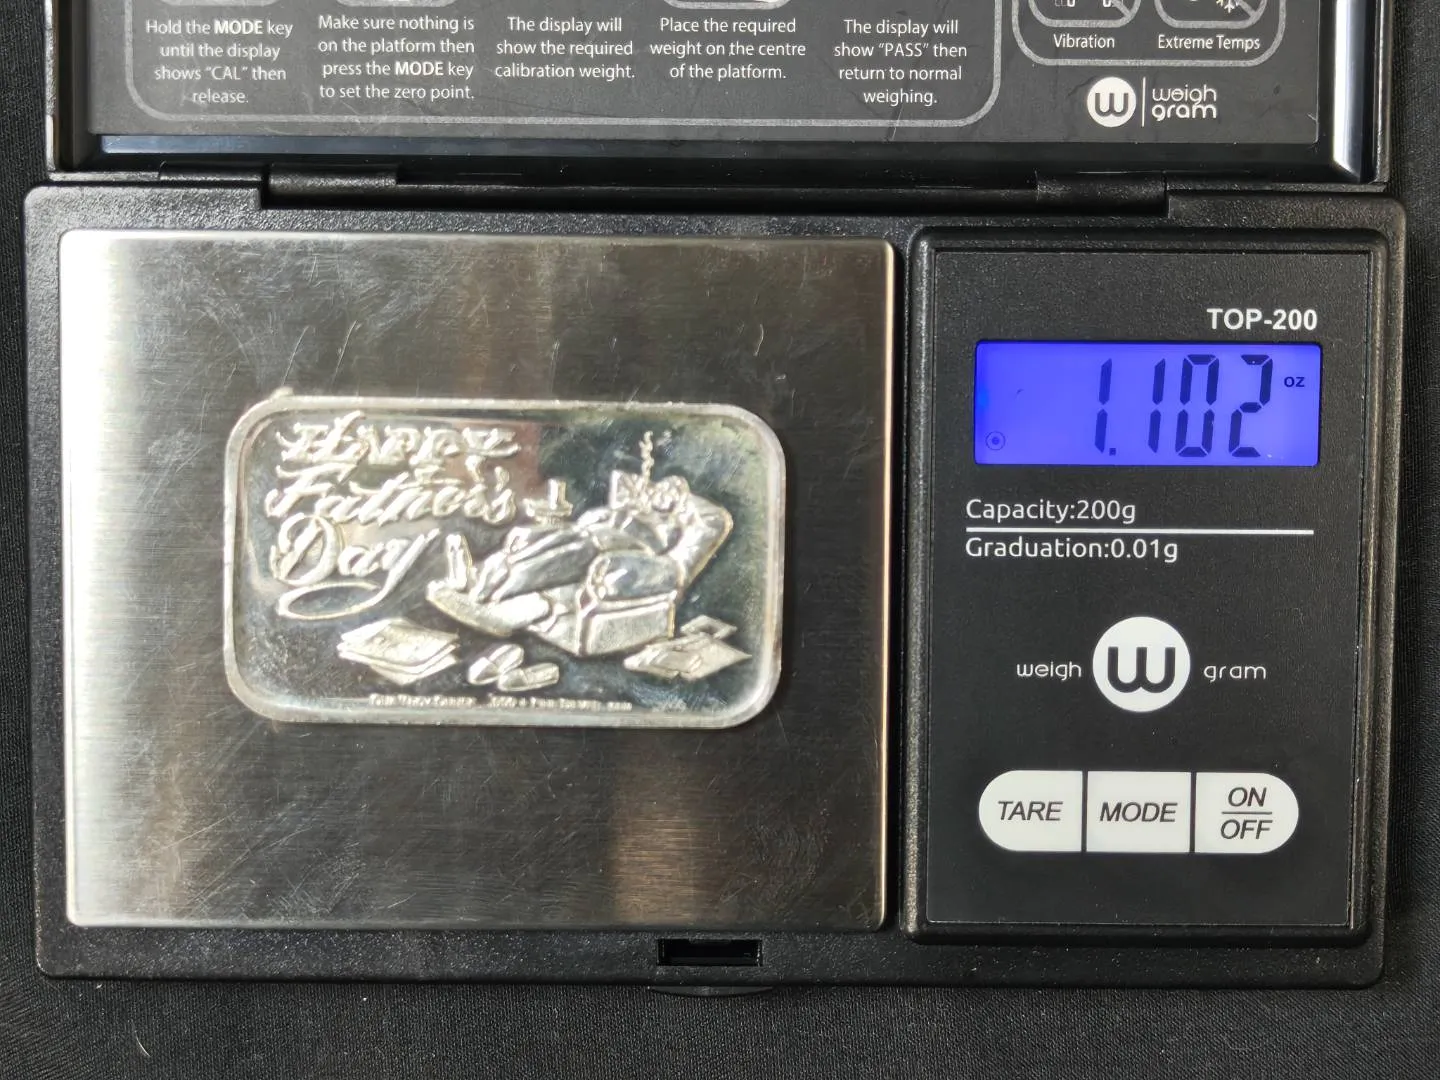 Hold the MODE key
until the display
shows "CAL" then
release.
Make sure nothing is
on the platform then
press the MODE key
to set the zero point.
The display will
show the required
calibration weight.
Place the required
weight on the centre
of the platform.
The display will
show "PASS" then
return to normal
weighing.
Vibration
Extreme Temps
W weigh
gram
TOP-200
1.102 oz
Capacity:200g
Graduation:0.01g
weigh W gram
TARE MODE ON
OFF
HAPPY
Father's
Day